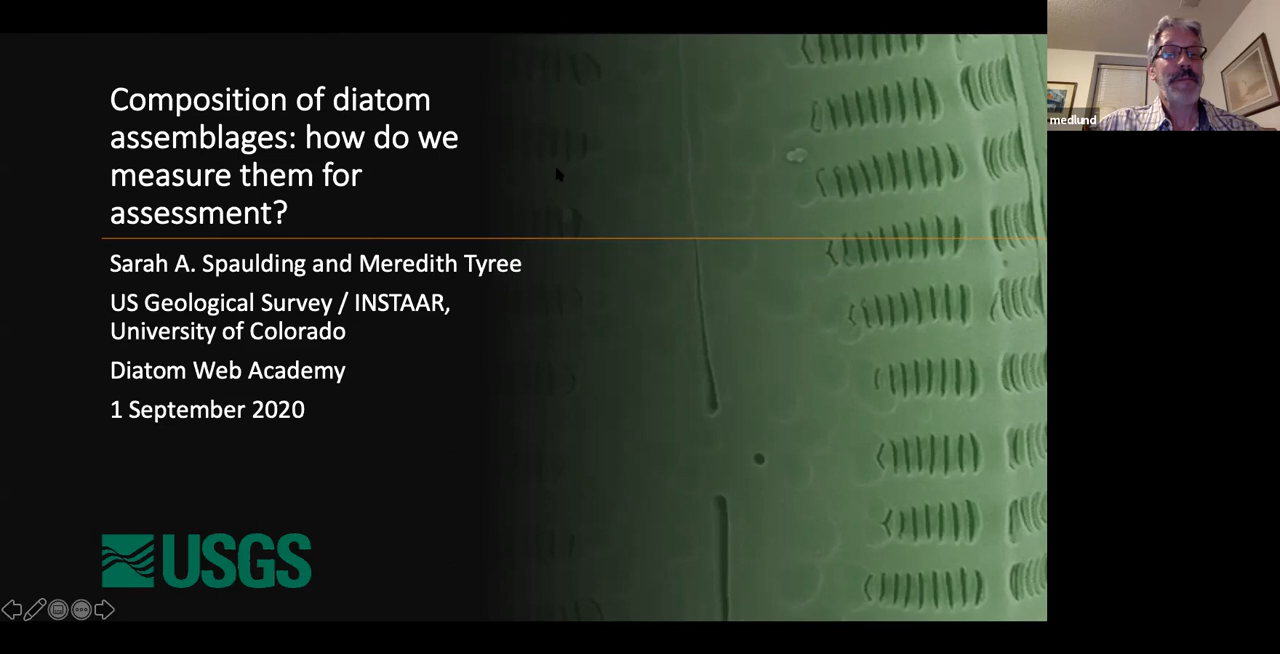 Composition of diatom
assemblages: how do we
measure them for
assessment?
Sarah A. Spaulding and Meredith Tyree
US Geological Survey / INSTAAR,
University of Colorado
Diatom Web Academy
1 September 2020
USGS
medlund